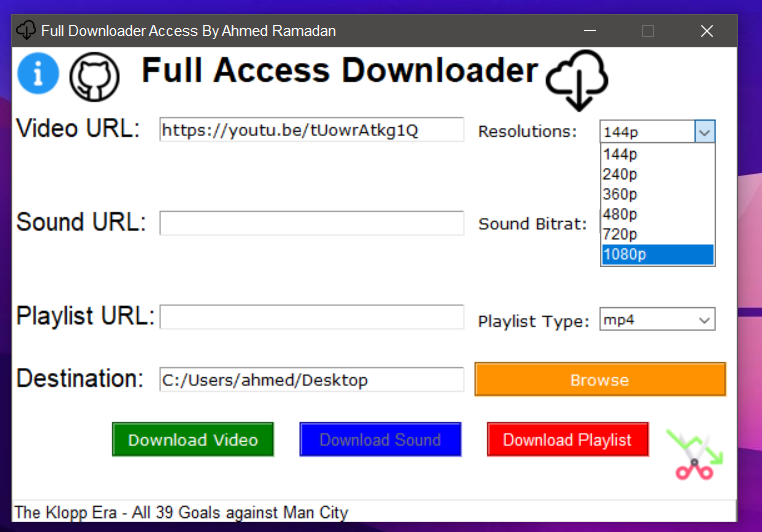 Full Downloader Access By Ahmed Ramadan
Full Access Downloader
Video URL: https://youtu.be/tUowrAtkg1Q Resolutions: 144p
144p
240p
360p
480p
720p
1080p
Sound URL: Sound Bitrat:
Playlist URL: Playlist Type: mp4
Destination: C:/Users/ahmed/Desktop Browse
Download Video Download Sound Download Playlist
The Klopp Era - All 39 Goals against Man City